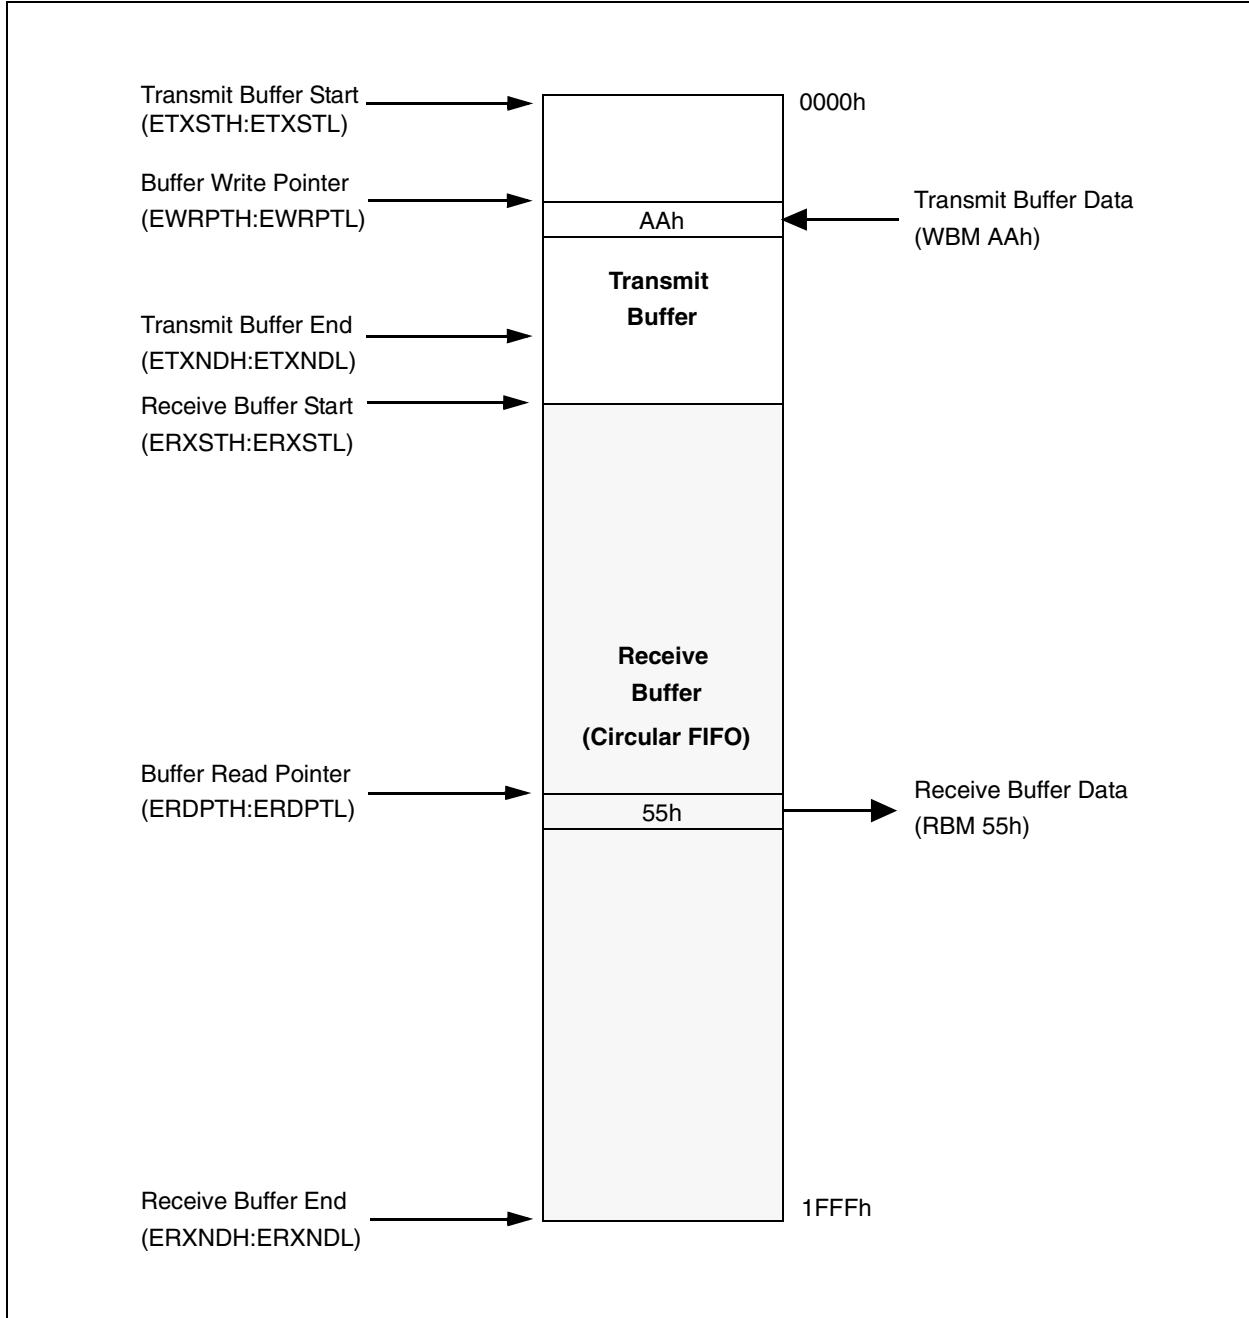 Transmit Buffer Start
(ETXSTH:ETXSTL)
0000h
Buffer Write Pointer
(EWRPTH:EWRPTL)
AAh
Transmit Buffer Data
(WBM AAh)
Transmit
Buffer
Transmit Buffer End
(ETXNDH:ETXNDL)
Receive Buffer Start
(ERXSTH:ERXSTL)
Receive
Buffer
(Circular FIFO)
Buffer Read Pointer
(ERDPTH:ERDPTL)
55h
Receive Buffer Data
(RBM 55h)
Receive Buffer End
(ERXNDH:ERXNDL)
1FFFh